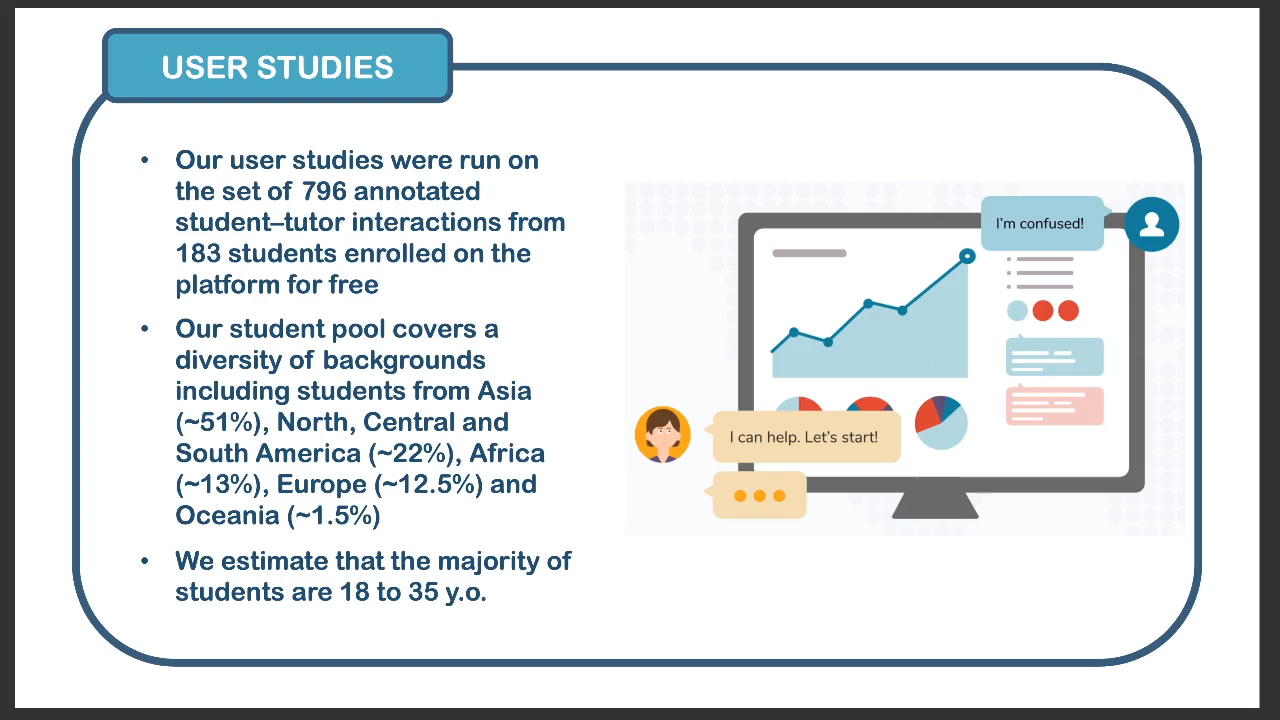 USER STUDIES
• Our user studies were run on
the set of 796 annotated
student–tutor interactions from
183 students enrolled on the
platform for free
• Our student pool covers a
diversity of backgrounds
including students from Asia
(~51%), North, Central and
South America (~22%), Africa
(~13%), Europe (~12.5%) and
Oceania (~1.5%)
• We estimate that the majority of
students are 18 to 35 y.o.
I'm confused!
I can help. Let's start!